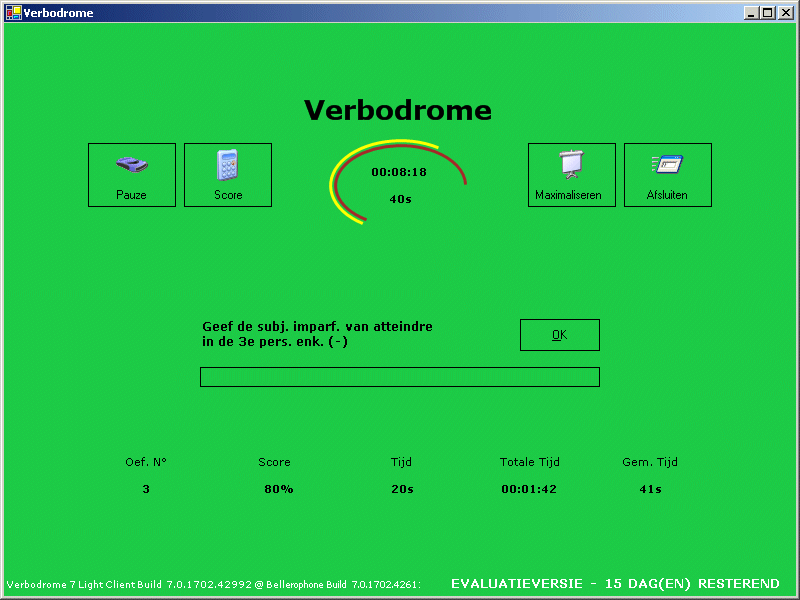 Verbodrome
Verbodrome
Pauze
Score
00:08:18
40s
Maximaliseren
Afsluiten
Geef de subj. imparf. van atteindre
in de 3e pers. enk. (-)
OK
Oef. N° Score Tijd Totale Tijd Gem. Tijd
3 80% 20s 00:01:42 41s
Verbodrome 7 Light Client Build 7.0.1702.42992 @ Bellerophone Build 7.0.1702.4261
EVALUATIEVERSIE - 15 DAG(EN) RESTEREND